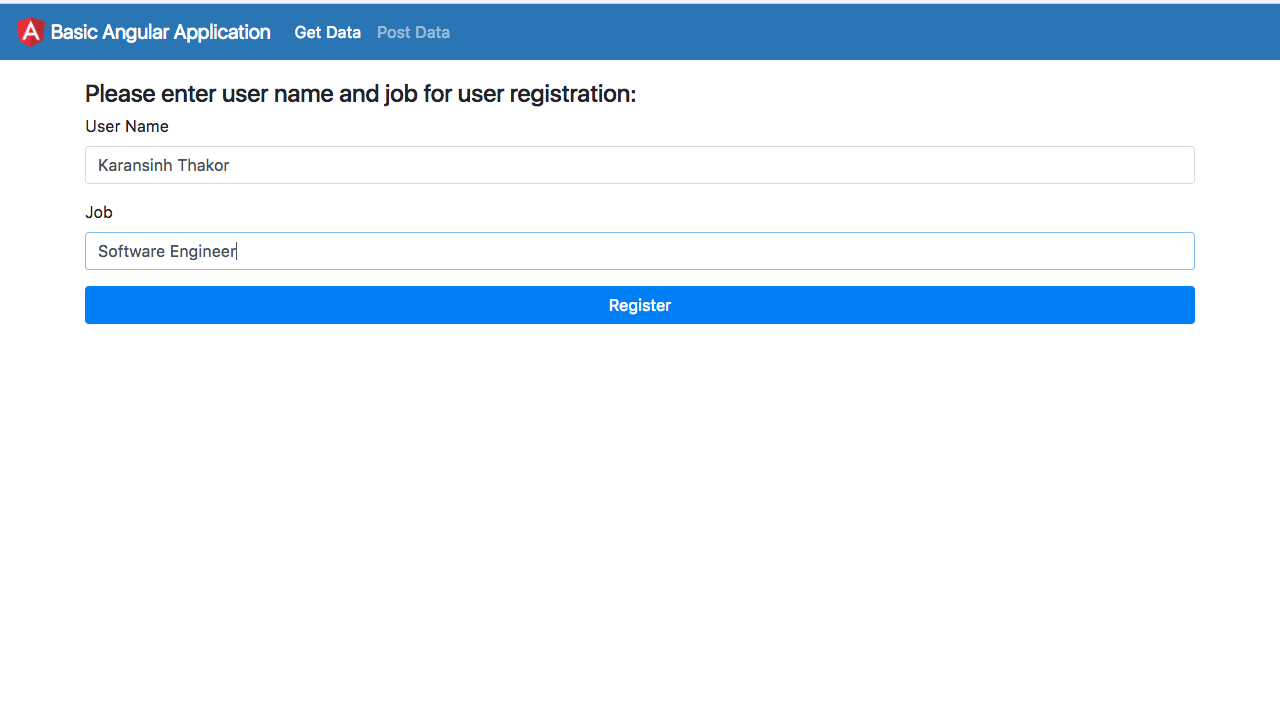 Basic Angular Application Get Data Post Data
Please enter user name and job for user registration:
User Name
Karansinh Thakor
Job
Software Engineer
Register